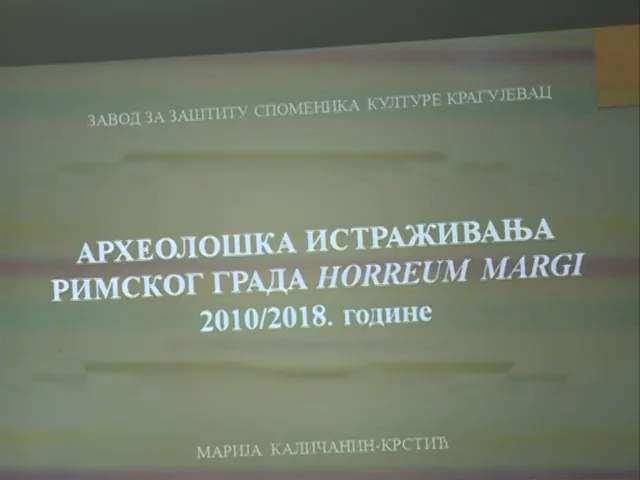 ЗАВОД ЗА ЗАШТИТУ СПОМЕНИКА КУЛТУРЕ КРАГУЈЕВАЦ
АРХЕОЛОШКА ИСТРАЖИВАЊА
РИМСКОГ ГРАДА HORREUM MARGI
2010/2018. године
МАРИЈА КАЛИЧАНИН-КРСТИЋ